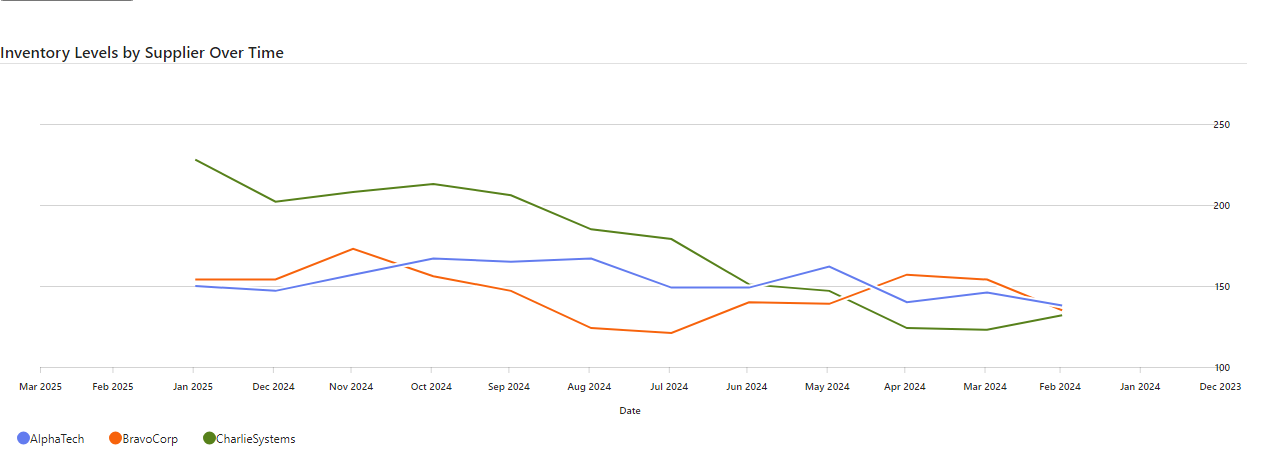 Inventory Levels by Supplier Over Time
250
200
150
100
Mar 2025 Feb 2025 Jan 2025 Dec 2024 Nov 2024 Oct 2024 Sep 2024 Aug 2024 Jul 2024 Jun 2024 May 2024 Apr 2024 Mar 2024 Feb 2024 Jan 2024 Dec 2023
Date
AlphaTech BravoCorp CharlieSystems